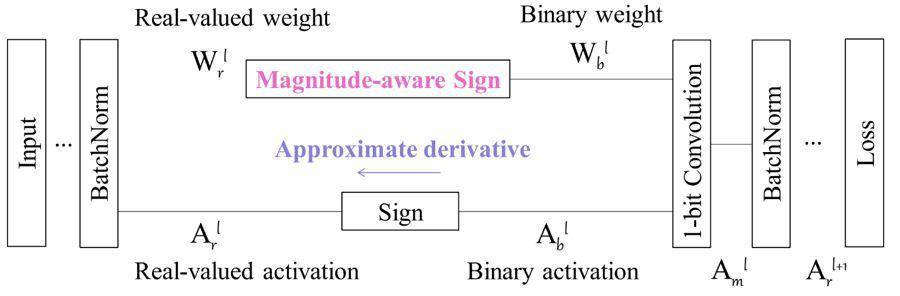 Real-valued weight
Binary weight
W_r^l
W_b^l
Magnitude-aware Sign
Input
...
BatchNorm
Approximate derivative
1-bit Convolution
BatchNorm
...
Loss
Sign
A_r^l
A_b^l
Real-valued activation
Binary activation
A_m^l
A_r^{l+1}